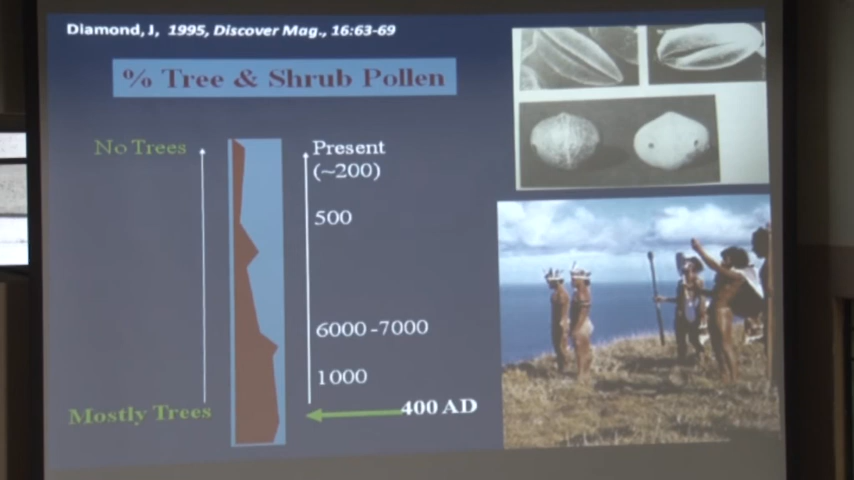 Diamond, J, 1995, Discover Mag., 16:63-69
% Tree & Shrub Pollen
No Trees
Present
(~200)
500
6000-7000
1000
Mostly Trees
400 AD